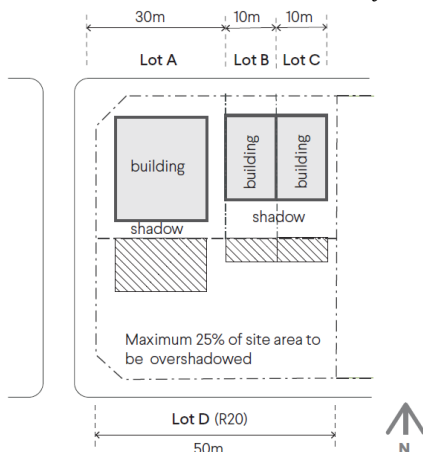 30m 10m 10m
Lot A Lot B Lot C
building building building
shadow
shadow
Maximum 25% of site area to
be overshadowed
Lot D (R20)
50m
N